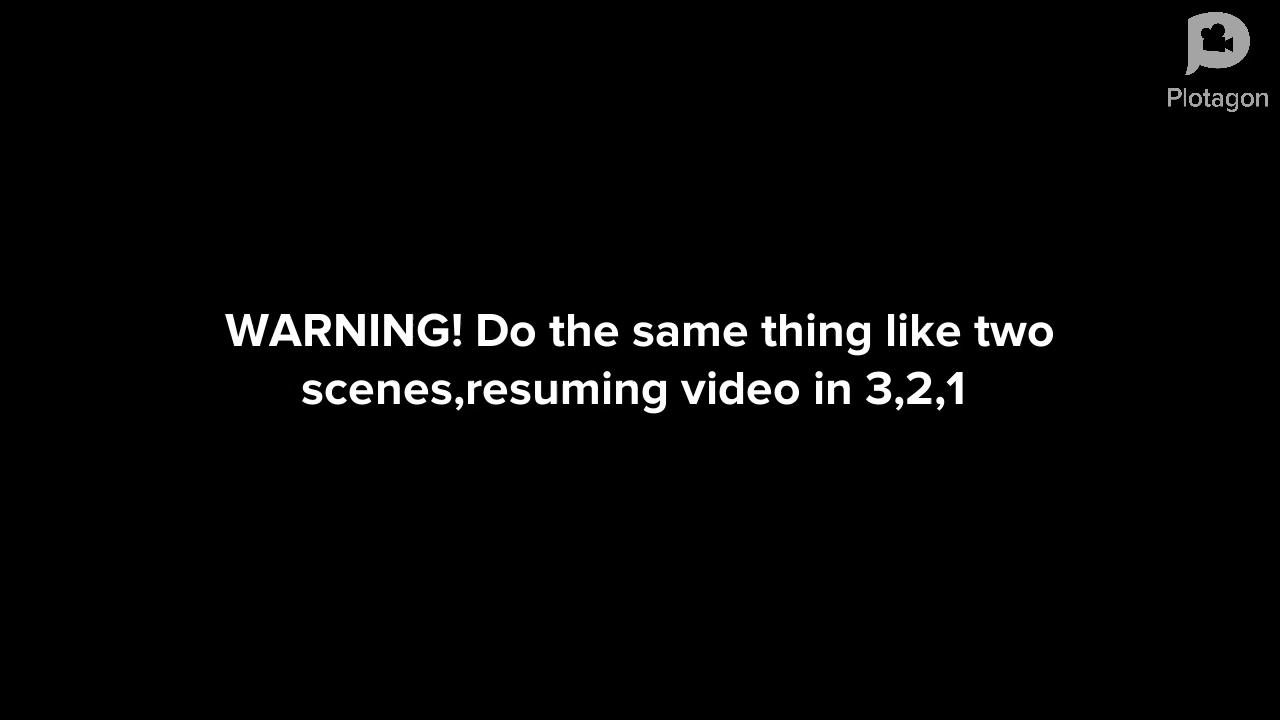 Plotagon
WARNING! Do the same thing like two
scenes,resuming video in 3,2,1